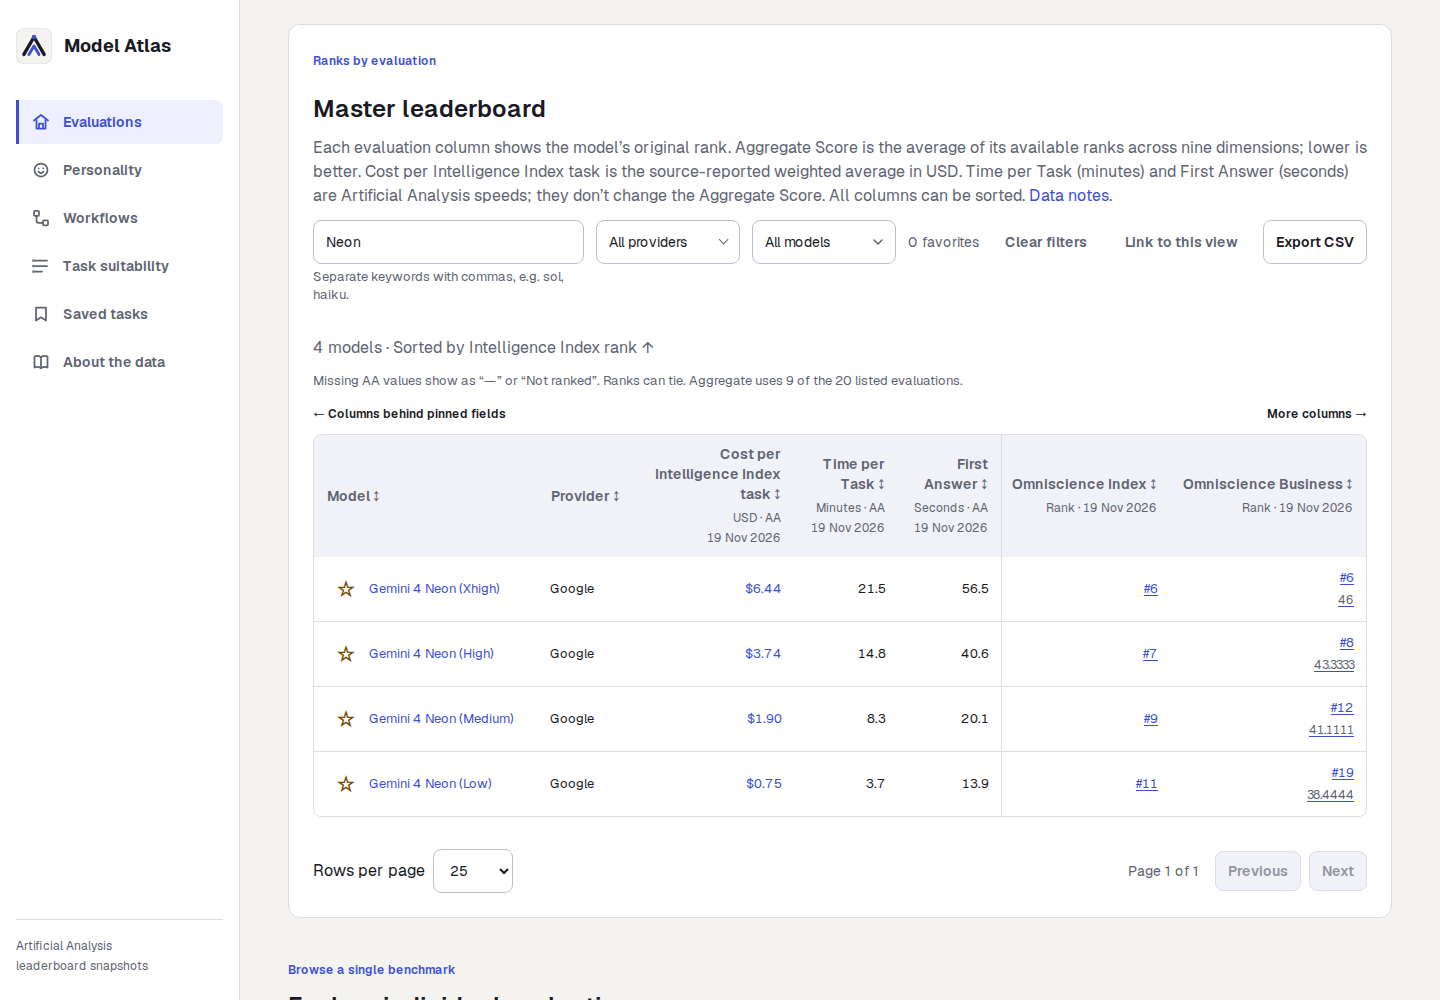 Model Atlas
Evaluations
Personality
Workflows
Task suitability
Saved tasks
About the data
Artificial Analysis
leaderboard snapshots
Ranks by evaluation
Master leaderboard
Each evaluation column shows the model’s original rank. Aggregate Score is the average of its available ranks across nine dimensions; lower is
better. Cost per Intelligence Index task is the source-reported weighted average in USD. Time per Task (minutes) and First Answer (seconds)
are Artificial Analysis speeds; they don’t change the Aggregate Score. All columns can be sorted. Data notes.
Neon All providers All models 0 favorites Clear filters Link to this view Export CSV
Separate keywords with commas, e.g. sol,
haiku.
4 models · Sorted by Intelligence Index rank ↑
Missing AA values show as “—” or “Not ranked”. Ranks can tie. Aggregate uses 9 of the 20 listed evaluations.
← Columns behind pinned fields More columns →
Model ↕
Provider ↕
Cost per
Intelligence Index
task ↕
USD · AA
19 Nov 2026
Time per
Task ↕
Minutes · AA
19 Nov 2026
First
Answer ↕
Seconds · AA
19 Nov 2026
Omniscience Index ↕
Rank · 19 Nov 2026
Omniscience Business ↕
Rank · 19 Nov 2026
☆ Gemini 4 Neon (Xhigh) Google $6.44 21.5 56.5 #6 #6
46
☆ Gemini 4 Neon (High) Google $3.74 14.8 40.6 #7 #8
43.3333
☆ Gemini 4 Neon (Medium) Google $1.90 8.3 20.1 #9 #12
41.1111
☆ Gemini 4 Neon (Low) Google $0.75 3.7 13.9 #11 #19
38.4444
Rows per page 25 Page 1 of 1 Previous Next
Browse a single benchmark